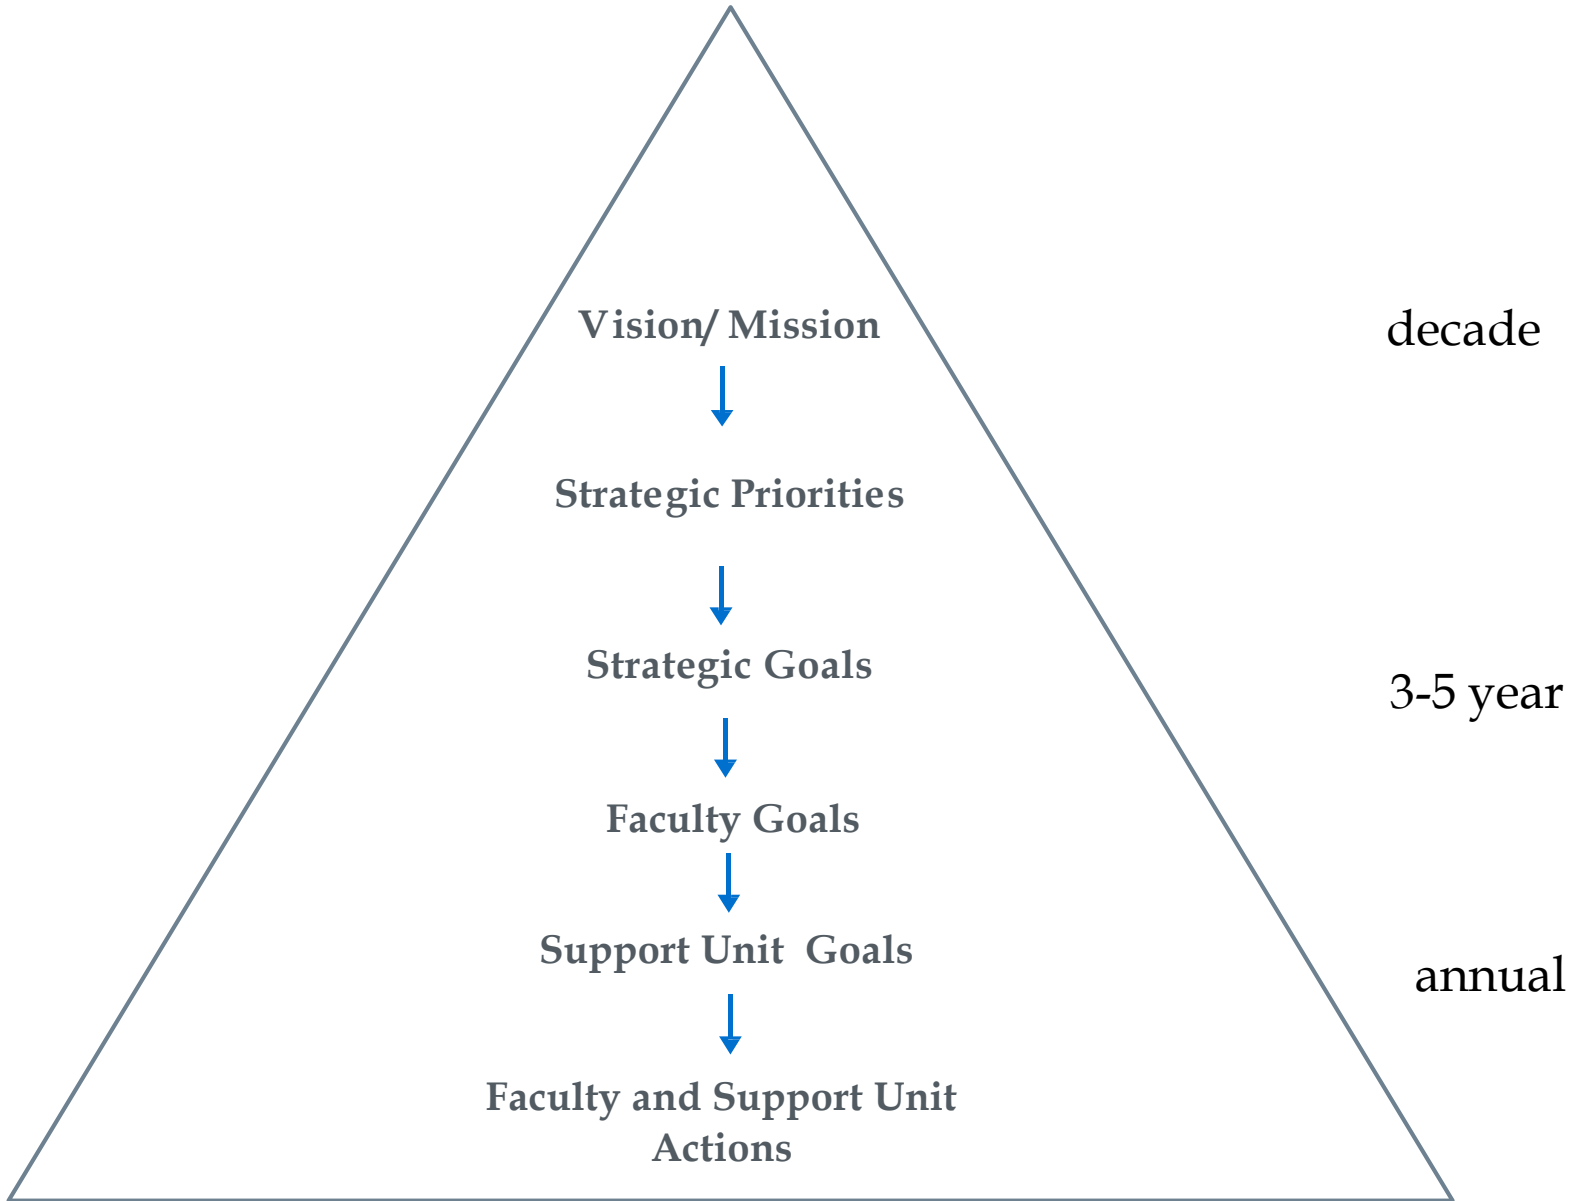 Vision/ Mission
decade
Strategic Priorities
Strategic Goals
3-5 year
Faculty Goals
Support Unit  Goals
annual
Faculty and Support Unit
Actions